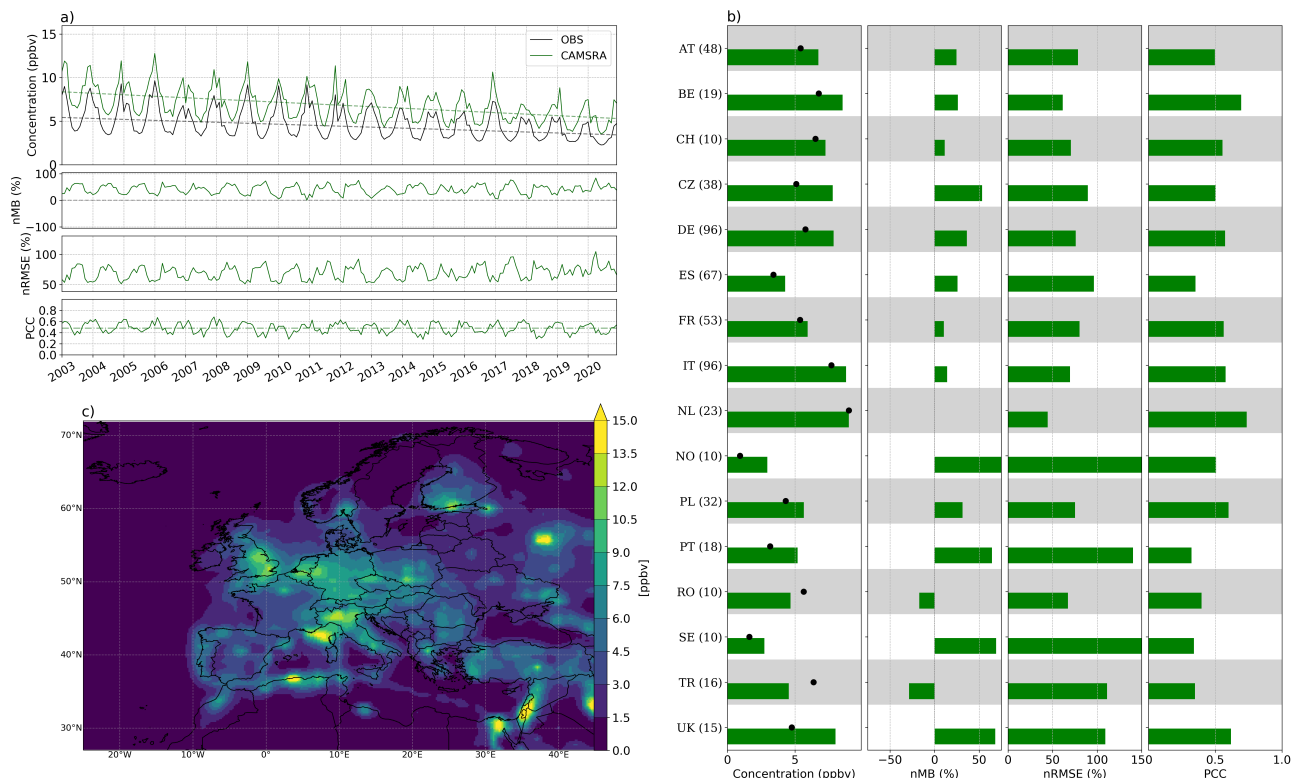 a)
Concentration (ppbv)
15
10
5
0
OBS
CAMSRA
nMB (%)
100
0
−100
nRMSE (%)
100
50
PCC
0.8
0.6
0.4
0.2
0.0
2003 2004 2005 2006 2007 2008 2009 2010 2011 2012 2013 2014 2015 2016 2017 2018 2019 2020
b)
AT (48)
BE (19)
CH (10)
CZ (38)
DE (96)
ES (67)
FR (53)
IT (96)
NL (23)
NO (10)
PL (32)
PT (18)
RO (10)
SE (10)
TR (16)
UK (15)
0 5
−50 0 50
0 50 100 150
0.5 1.0
Concentration (ppbv) nMB (%) nRMSE (%) PCC
c)
70°N
60°N
50°N
40°N
30°N
20°W 10°W 0° 10°E 20°E 30°E 40°E
15.0
13.5
12.0
10.5
9.0
7.5
6.0
4.5
3.0
1.5
0.0
[ppbv]